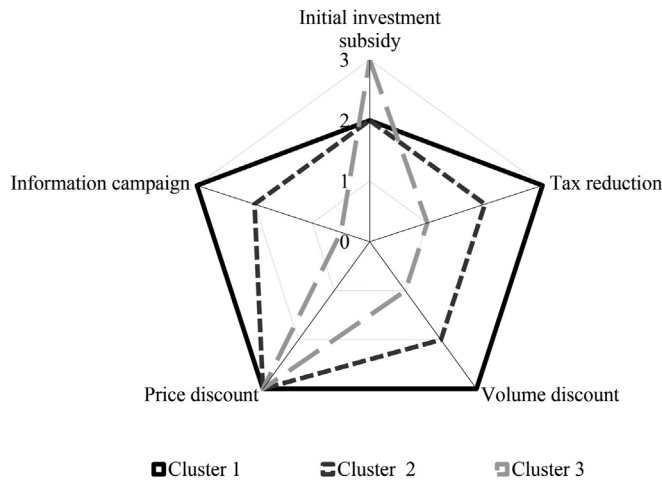 Initial investment
subsidy
3
2
Information campaign
Tax reduction
1
0
Price discount
Volume discount
Cluster 1
Cluster 2
Cluster 3